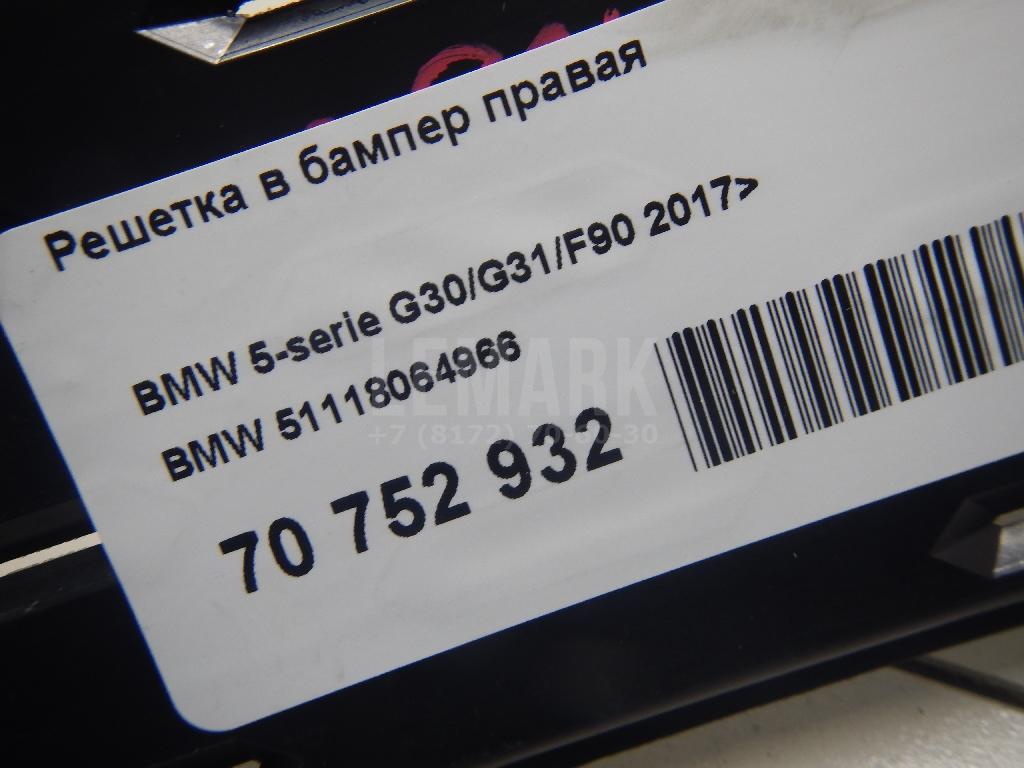 Решетка в бампер правая
BMW 5-serie G30/G31/F90 2017>
BMW 51118064966
70 752 932
LEMARK